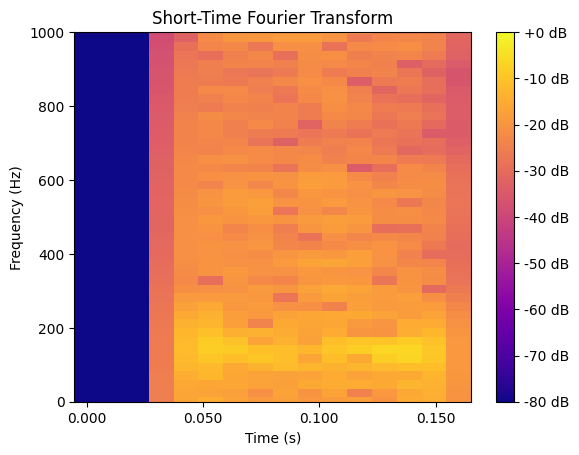 Short-Time Fourier Transform
1000
800
600
400
200
0
Frequency (Hz)
0.000
0.050
0.100
0.150
Time (s)
+0 dB
-10 dB
-20 dB
-30 dB
-40 dB
-50 dB
-60 dB
-70 dB
-80 dB